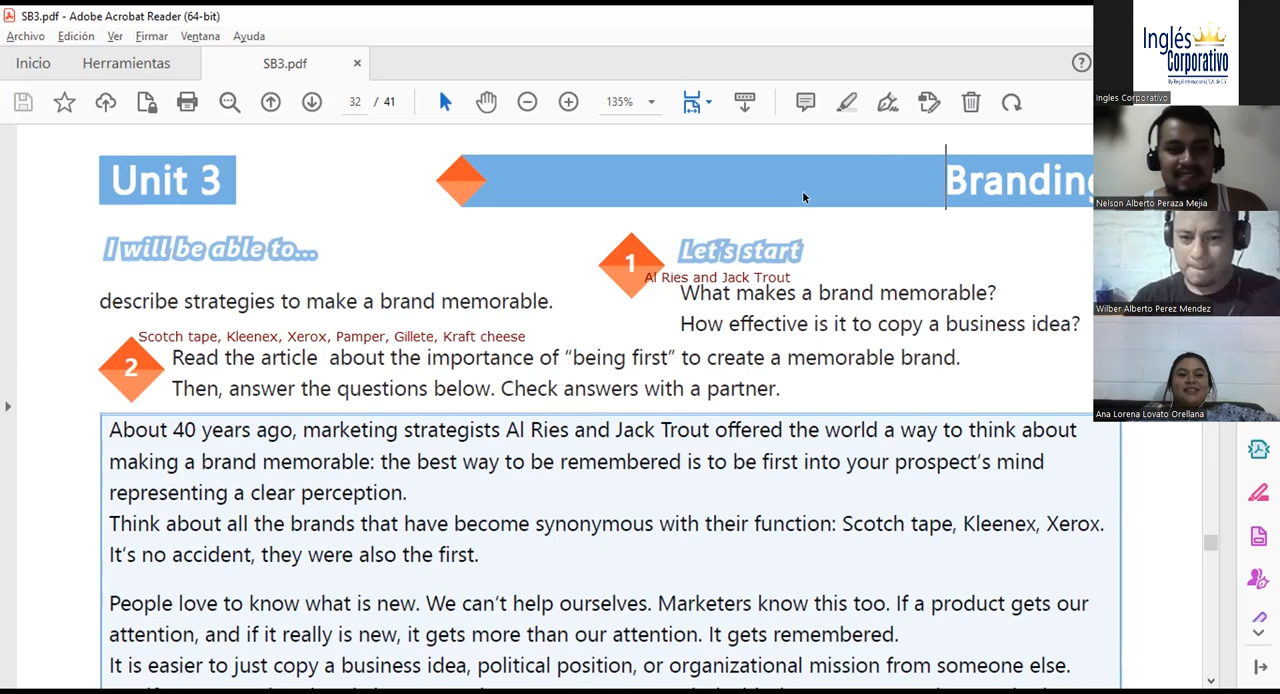 SB3.pdf - Adobe Acrobat Reader (64-bit)
Archivo Edición Ver Firmar Ventana Ayuda
Inicio Herramientas SB3.pdf ×
32 / 41 135%
Unit 3 Branding
I will be able to... Let's start
1
Al Ries and Jack Trout
describe strategies to make a brand memorable. What makes a brand memorable?
How effective is it to copy a business idea?
Scotch tape, Kleenex, Xerox, Pamper, Gillete, Kraft cheese
2
Read the article about the importance of “being first” to create a memorable brand.
Then, answer the questions below. Check answers with a partner.
About 40 years ago, marketing strategists Al Ries and Jack Trout offered the world a way to think about
making a brand memorable: the best way to be remembered is to be first into your prospect's mind
representing a clear perception.
Think about all the brands that have become synonymous with their function: Scotch tape, Kleenex, Xerox.
It's no accident, they were also the first.
People love to know what is new. We can't help ourselves. Marketers know this too. If a product gets our
attention, and if it really is new, it gets more than our attention. It gets remembered.
It is easier to just copy a business idea, political position, or organizational mission from someone else.
Inglés
Corporativo
Ingles Corporativo
Nelson Alberto Peraza Mejia
Wilber Alberto Perez Mendez
Ana Lorena Lovato Orellana